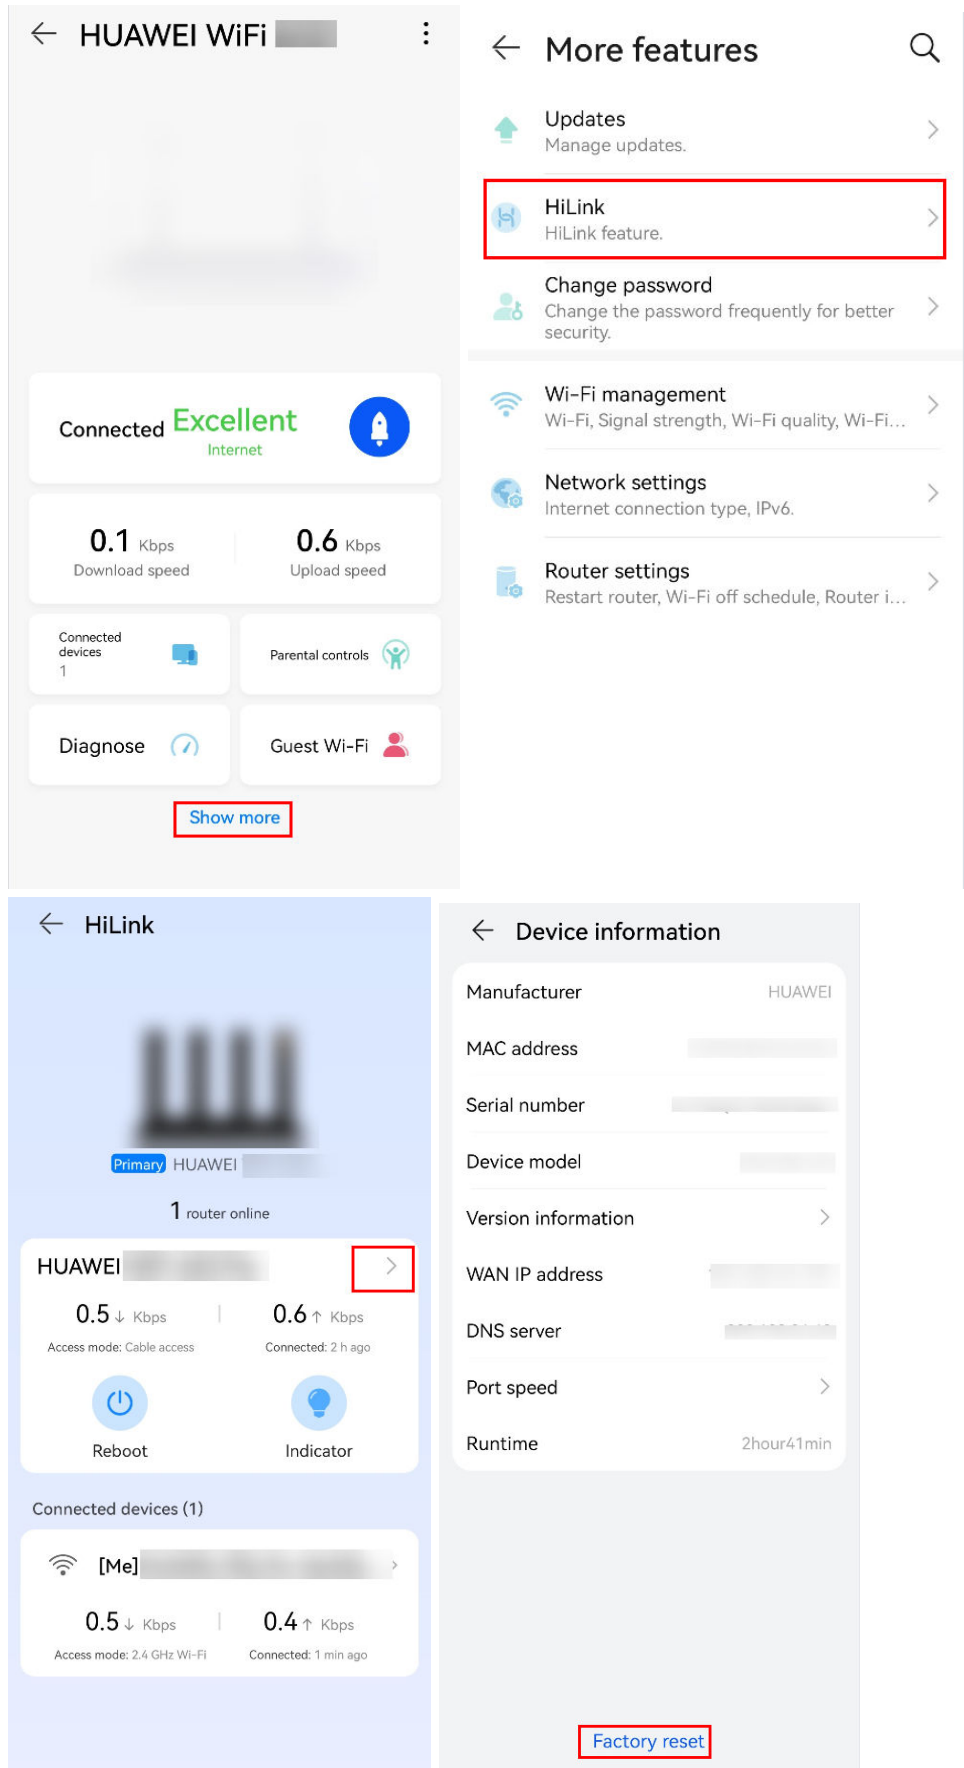 HUAWEI WiFi
Connected Excellent
Internet
0.1 Kbps
Download speed
0.6 Kbps
Upload speed
Connected
devices
1
Parental controls
Diagnose
Guest Wi-Fi
Show more
More features
Updates
Manage updates.
HiLink
HiLink feature.
Change password
Change the password frequently for better
security.
Wi-Fi management
Wi-Fi, Signal strength, Wi-Fi quality, Wi-Fi...
Network settings
Internet connection type, IPv6.
Router settings
Restart router, Wi-Fi off schedule, Router i...
HiLink
Primary HUAWEI
1 router online
HUAWEI
0.5 ↓ Kbps
0.6 ↑ Kbps
Access mode: Cable access
Connected: 2 h ago
Reboot
Indicator
Connected devices (1)
[Me]
0.5 ↓ Kbps
0.4 ↑ Kbps
Access mode: 2.4 GHz Wi-Fi
Connected: 1 min ago
Device information
Manufacturer HUAWEI
MAC address
Serial number
Device model
Version information
WAN IP address
DNS server
Port speed
Runtime 2hour41min
Factory reset